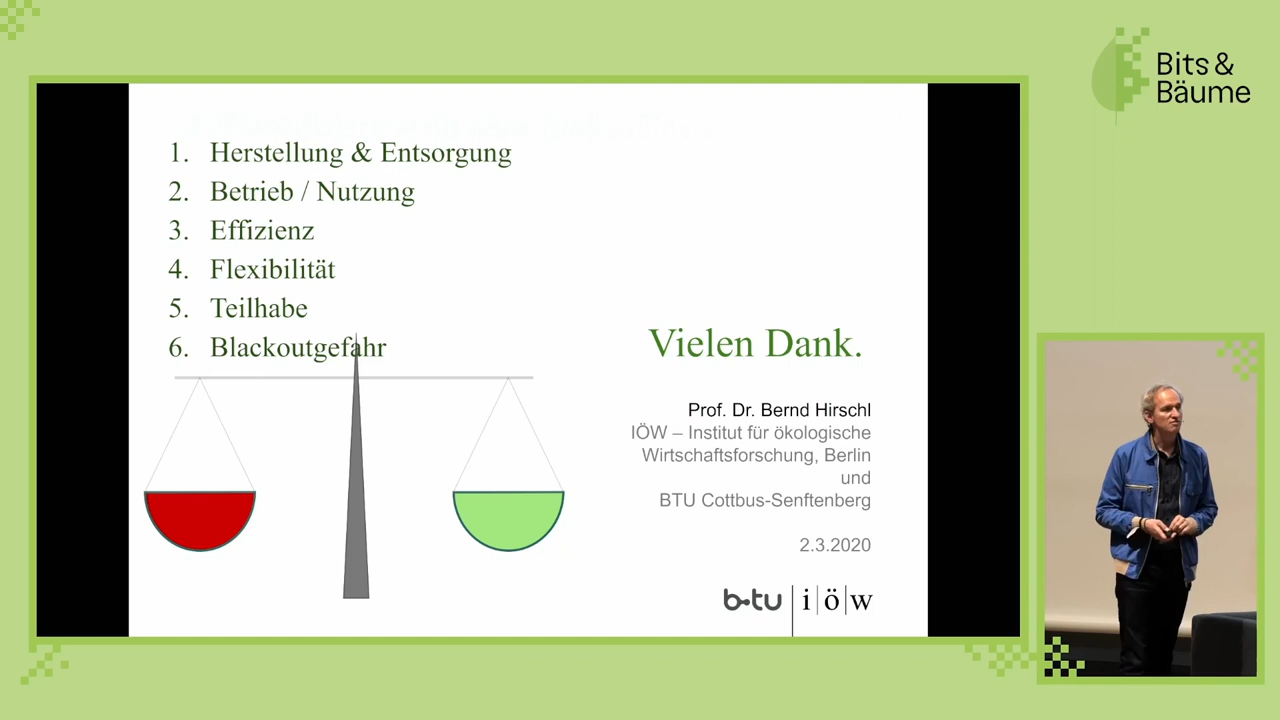 Bits &
Bäume
1. Herstellung & Entsorgung
2. Betrieb / Nutzung
3. Effizienz
4. Flexibilität
5. Teilhabe
6. Blackoutgefahr
Vielen Dank.
Prof. Dr. Bernd Hirschl
IÖW – Institut für ökologische
Wirtschaftsforschung, Berlin
und
BTU Cottbus-Senftenberg
2.3.2020
b-tu i|ö|w